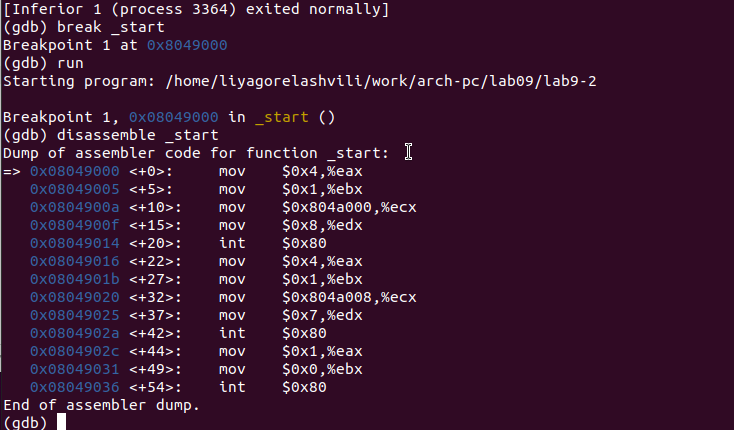 [Inferior 1 (process 3364) exited normally]
(gdb) break _start
Breakpoint 1 at 0x8049000
(gdb) run
Starting program: /home/liyagorelashvili/work/arch-pc/lab09/lab9-2

Breakpoint 1, 0x08049000 in _start ()
(gdb) disassemble _start
Dump of assembler code for function _start:
=> 0x08049000 <+0>:     mov    $0x4,%eax
   0x08049005 <+5>:     mov    $0x1,%ebx
   0x0804900a <+10>:    mov    $0x804a000,%ecx
   0x0804900f <+15>:    mov    $0x8,%edx
   0x08049014 <+20>:    int    $0x80
   0x08049016 <+22>:    mov    $0x4,%eax
   0x0804901b <+27>:    mov    $0x1,%ebx
   0x08049020 <+32>:    mov    $0x804a008,%ecx
   0x08049025 <+37>:    mov    $0x7,%edx
   0x0804902a <+42>:    int    $0x80
   0x0804902c <+44>:    mov    $0x1,%eax
   0x08049031 <+49>:    mov    $0x0,%ebx
   0x08049036 <+54>:    int    $0x80
End of assembler dump.
(gdb)